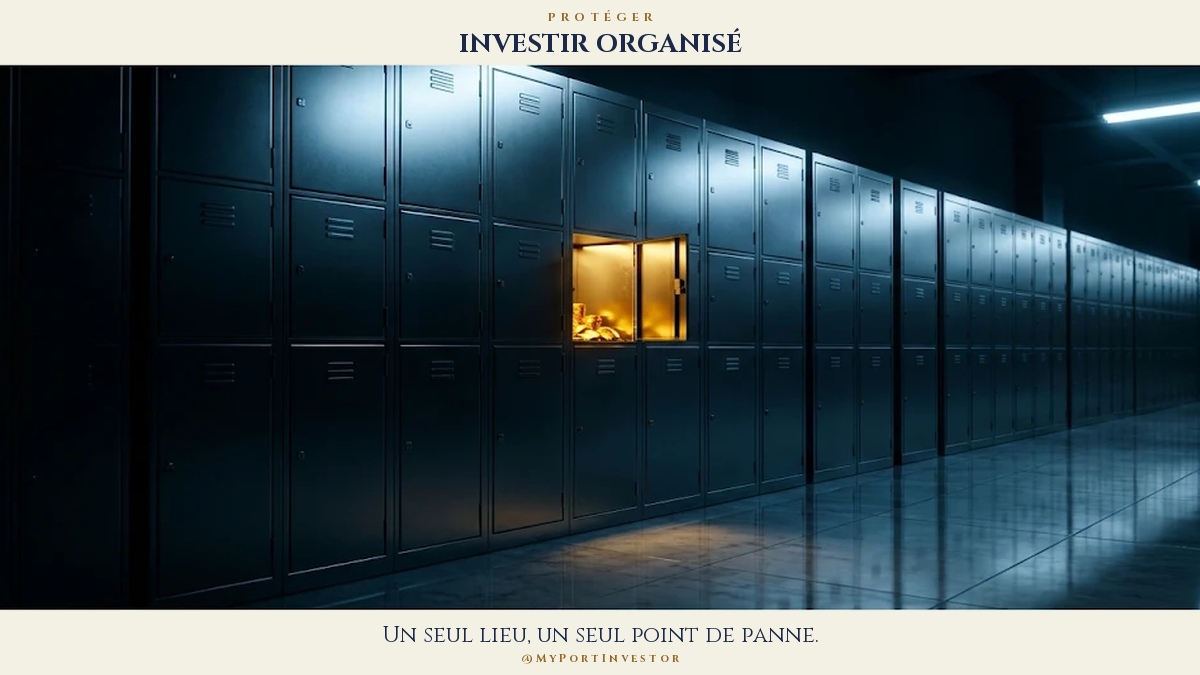 PROTÉGER
INVESTIR ORGANISÉ
Un seul lieu, un seul point de panne.
@MyPortInvestor